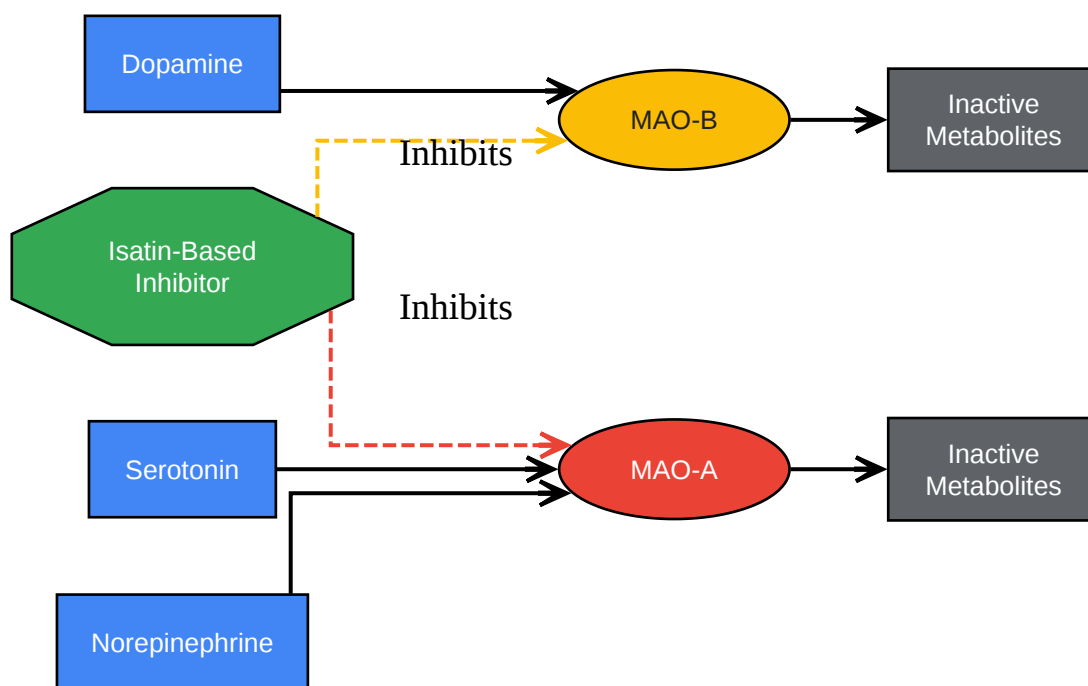 Dopamine
MAO-B
Inactive
Metabolites
Inhibits
Isatin-Based
Inhibitor
Inhibits
Serotonin
MAO-A
Inactive
Metabolites
Norepinephrine